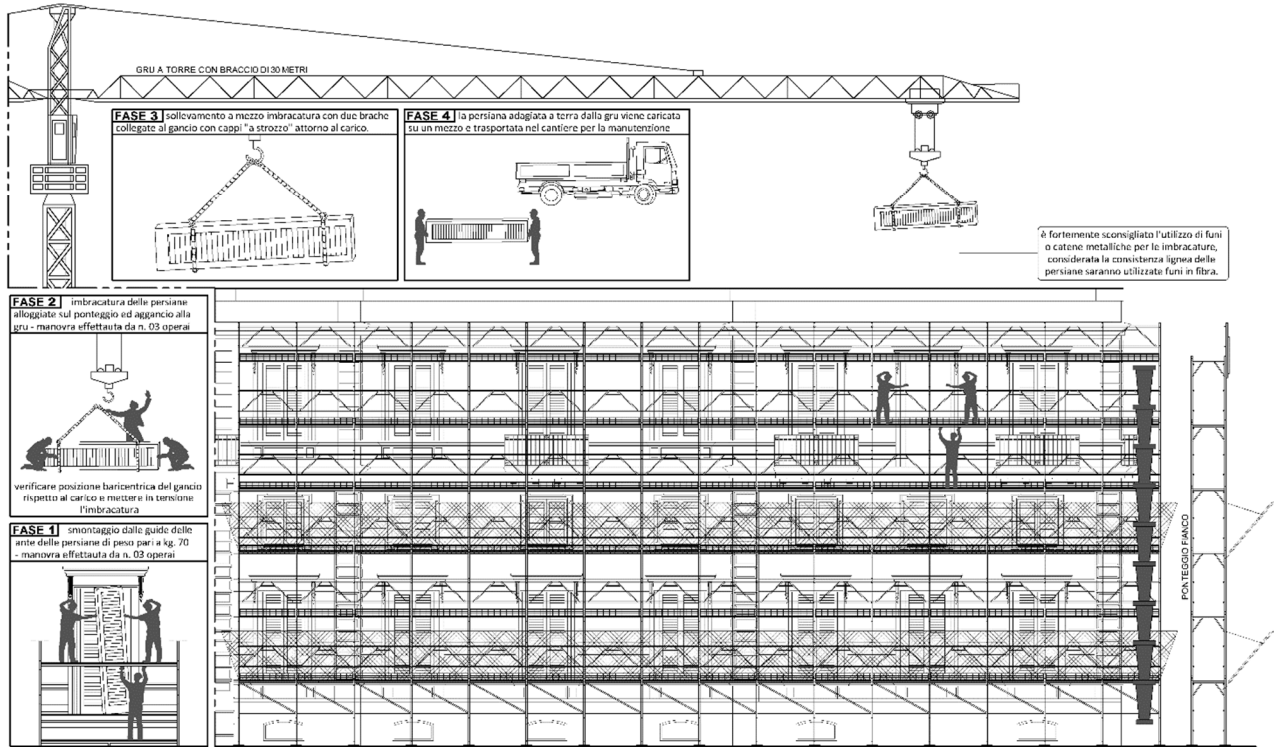 GRU A TORRE CON BRACCIO DI 30 METRI
FASE 3 sollevamento a mezzo imbracatura con due brache
collegate al gancio con cappi "a strozzo" attorno al carico.
FASE 4 la persiana adagiata a terra dalla gru viene caricata
su un mezzo e trasportata nel cantiere per la manutenzione
è fortemente sconsigliato l'utilizzo di funi
o catene metalliche per le imbracature,
considerata la consistenza lignea delle
persiane saranno utilizzate funi in fibra.
FASE 2 imbracatura delle persiane
alloggiate sul ponteggio ed aggancio alla
gru - manovra effettauta da n. 03 operai
verificare posizione baricentrica del gancio
rispetto al carico e mettere in tensione
l'imbracatura
FASE 1 smontaggio dalle guide delle
ante delle persiane di peso pari a kg. 70
- manovra effettauta da n. 03 operai
PONTEGGIO FIANCO